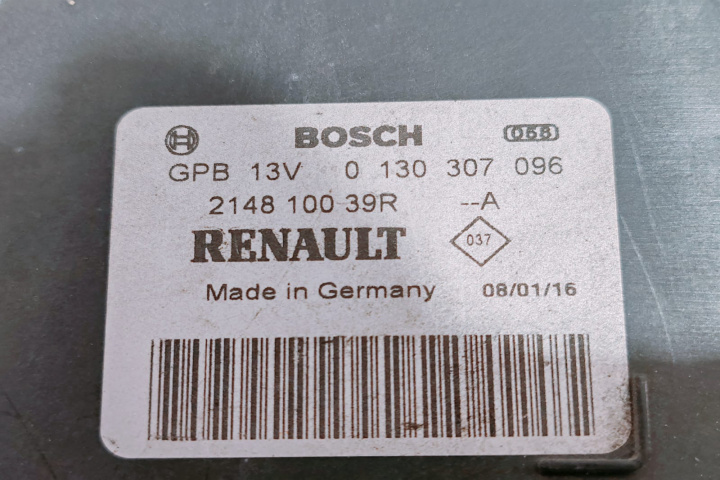 BOSCH 058
GPB 13V 0 130 307 096
2148 100 39R --A
RENAULT 037
Made in Germany 08/01/16